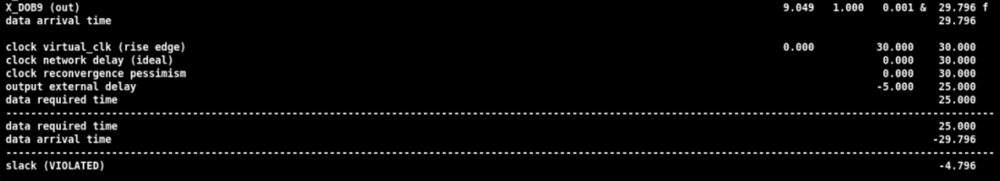 X_DOB9 (out) 9.049 1.000 0.001 & 29.796 f
data arrival time 29.796
clock virtual_clk (rise edge) 0.000 30.000 30.000
clock network delay (ideal) 0.000 30.000
clock reconvergence pessimism 0.000 30.000
output external delay -5.000 25.000
data required time 25.000
--------------------------------------------------------------------------------
data required time 25.000
data arrival time -29.796
--------------------------------------------------------------------------------
slack (VIOLATED) -4.796